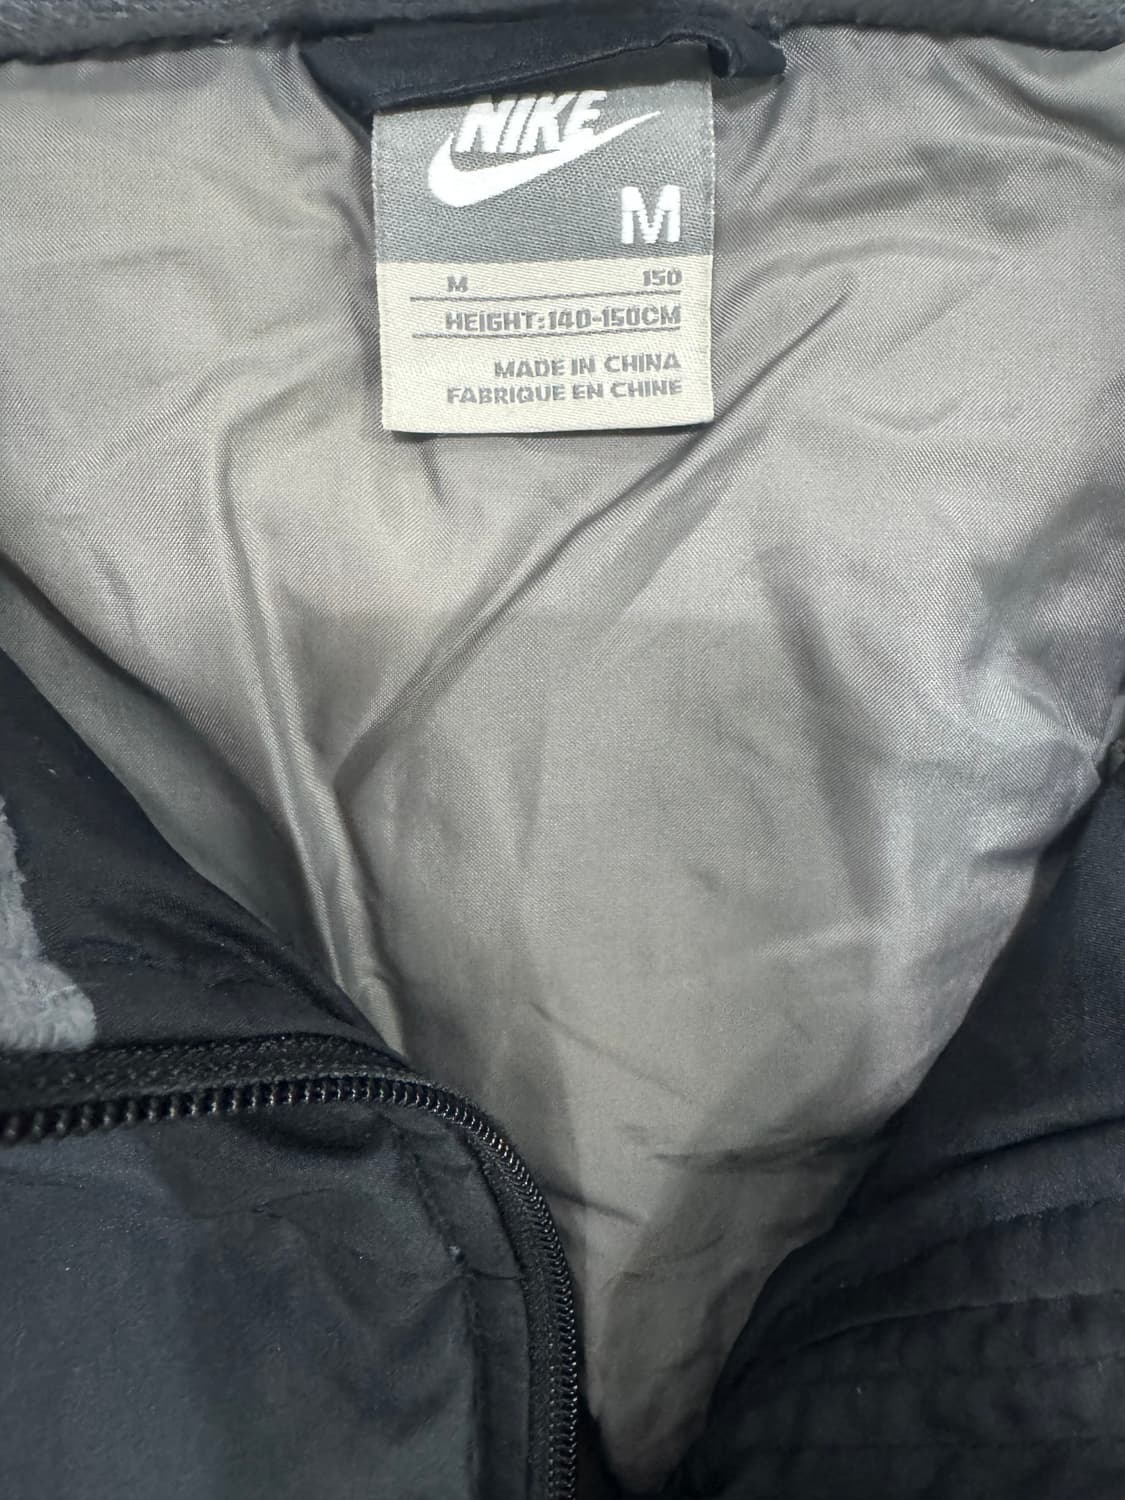 NIKE
M
M 150
HEIGHT:140-150CM
MADE IN CHINA
FABRIQUE EN CHINE